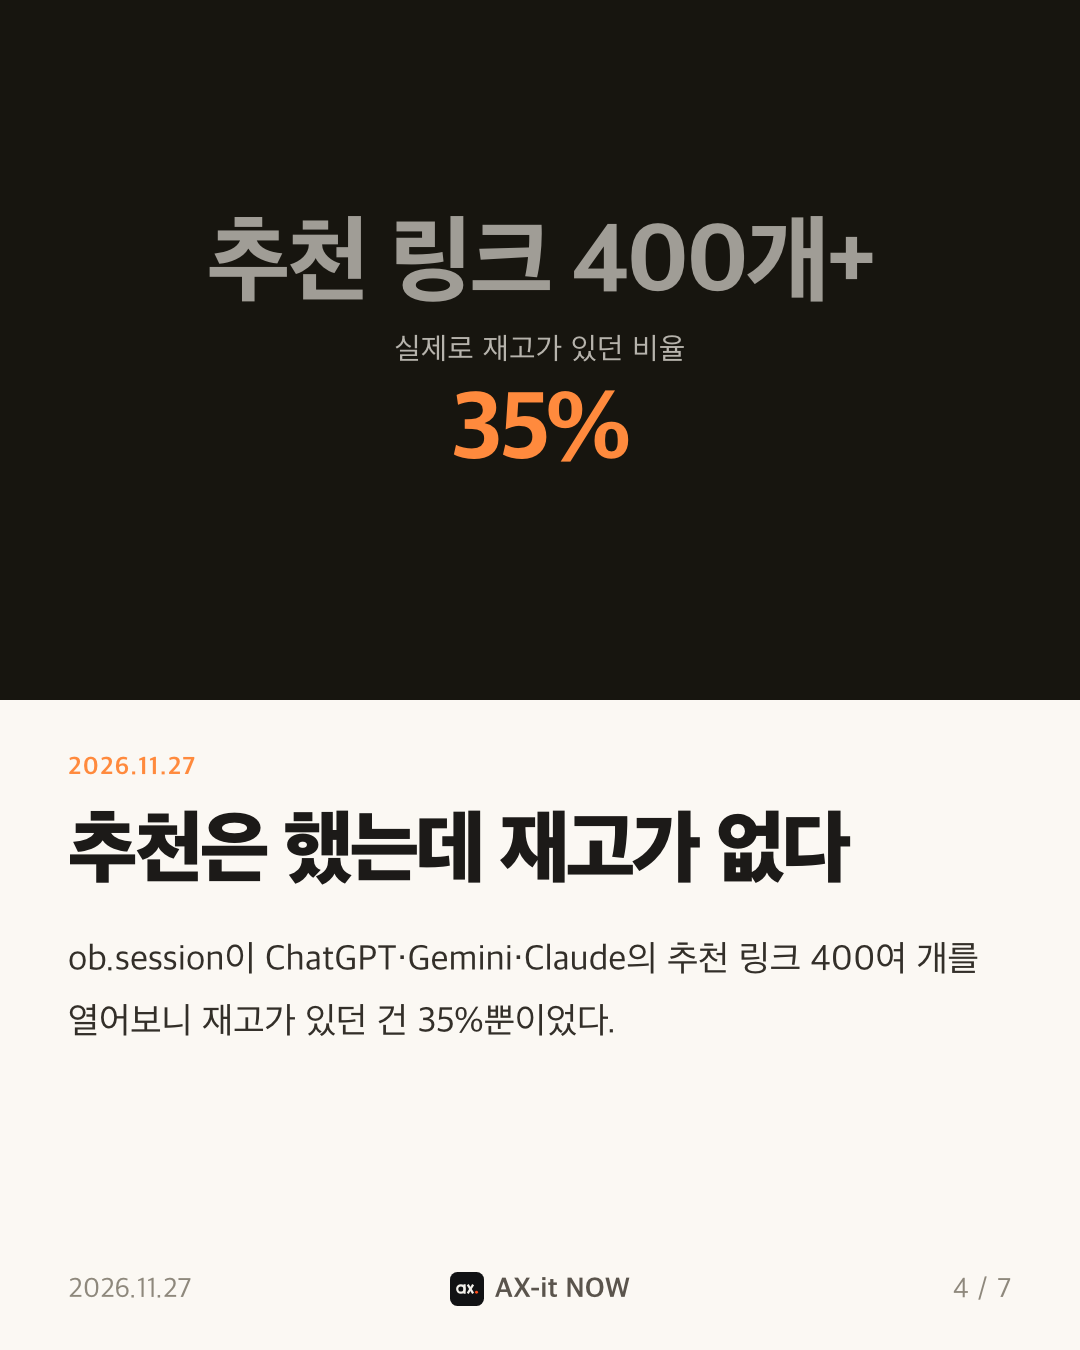 추천 링크 400개+
실제로 재고가 있던 비율
35%
2026.11.27
추천은 했는데 재고가 없다
ob.session이 ChatGPT·Gemini·Claude의 추천 링크 400여 개를
열어보니 재고가 있던 건 35%뿐이었다.
2026.11.27
ax. AX-it NOW
4 / 7